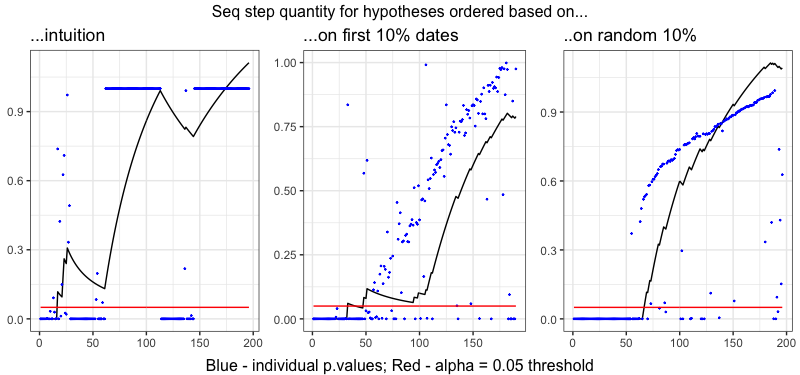 Seq step quantity for hypotheses ordered based on...
...intuition
...on first 10% dates
..on random 10%
0.9
0.6
0.3
0.0
0 50 100 150 200
1.00
0.75
0.50
0.25
0.00
0 50 100 150
0.9
0.6
0.3
0.0
0 50 100 150 200
Blue - individual p.values; Red - alpha = 0.05 threshold